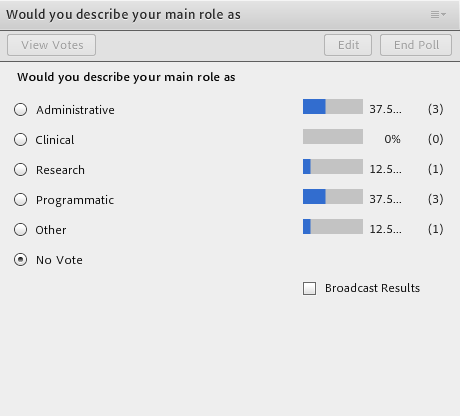 Would you describe your main role as
View Votes Edit End Poll
Would you describe your main role as
Administrative 37.5... (3)
Clinical 0% (0)
Research 12.5... (1)
Programmatic 37.5... (3)
Other 12.5... (1)
No Vote
Broadcast Results